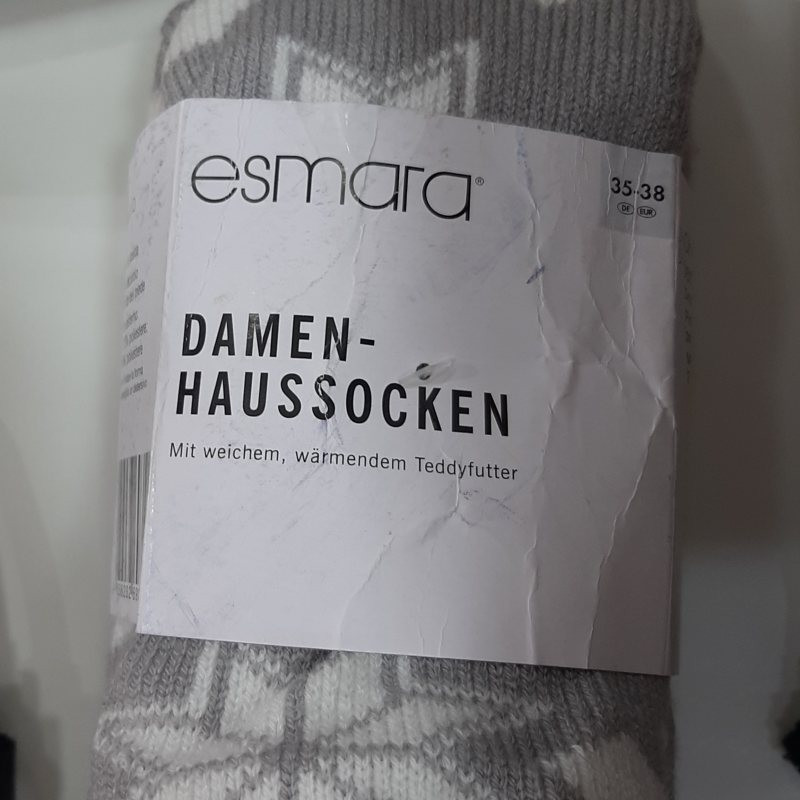 esmara®
35-38
DE EUR
DAMEN-
HAUSSOCKEN
Mit weichem, wärmendem Teddyfutter